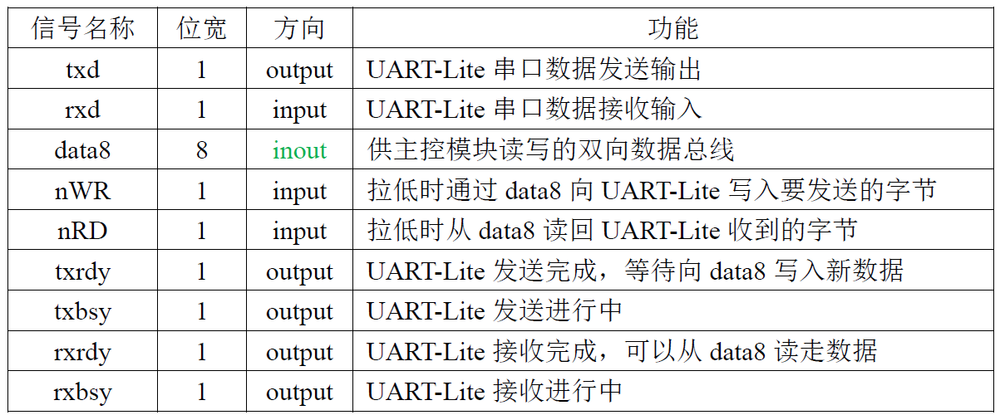 信号名称 位宽 方向 功能
txd 1 output UART-Lite 串口数据发送输出
rxd 1 input UART-Lite 串口数据接收输入
data8 8 inout 供主控模块读写的双向数据总线
nWR 1 input 拉低时通过 data8 向 UART-Lite 写入要发送的字节
nRD 1 input 拉低时从 data8 读回 UART-Lite 收到的字节
txrdy 1 output UART-Lite 发送完成，等待向 data8 写入新数据
txbsy 1 output UART-Lite 发送进行中
rxrdy 1 output UART-Lite 接收完成，可以从 data8 读走数据
rxbsy 1 output UART-Lite 接收进行中